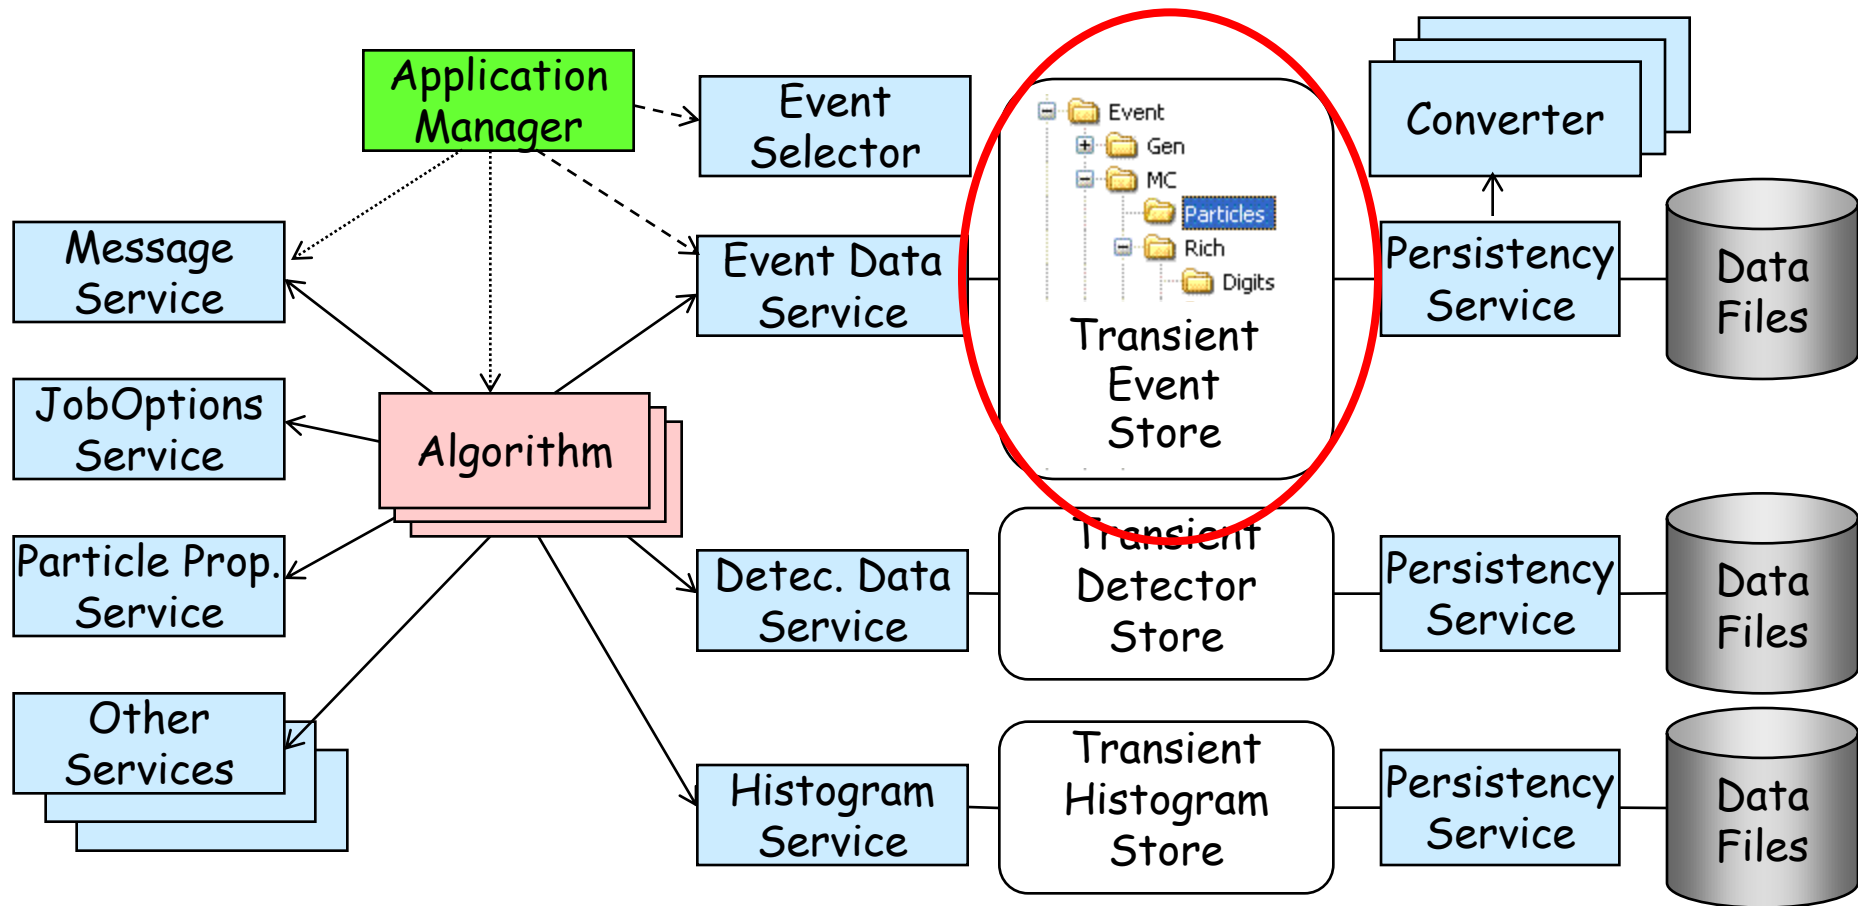 Application
Manager
Event
Selector
Event
Gen
MC
Particles
Rich
Digits
Transient
Event
Store
Converter
Message
Service
Event Data
Service
Persistency
Service
Data
Files
JobOptions
Service
Algorithm
Particle Prop.
Service
Detec. Data
Service
Transient
Detector
Store
Persistency
Service
Data
Files
Other
Services
Histogram
Service
Transient
Histogram
Store
Persistency
Service
Data
Files